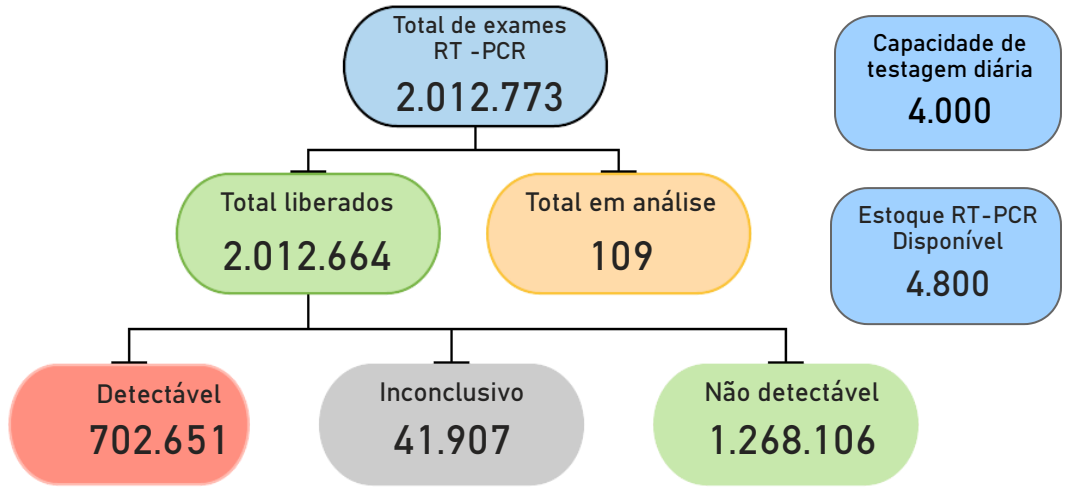 Total de exames
RT -PCR
2.012.773
Capacidade de
testagem diária
4.000
Total liberados
2.012.664
Total em análise
109
Estoque RT-PCR
Disponível
4.800
Detectável
702.651
Inconclusivo
41.907
Não detectável
1.268.106